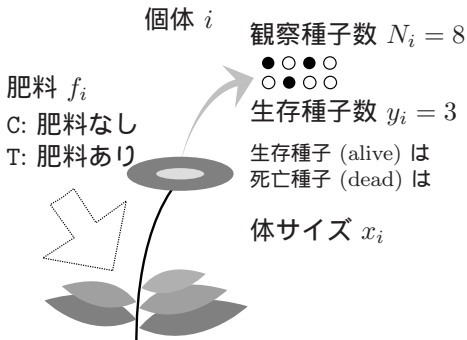 個体 i
観察種子数 N_i = 8
肥料 f_i
C: 肥料なし
T: 肥料あり
生存種子数 y_i = 3
生存種子 (alive) は
死亡種子 (dead) は
体サイズ x_i